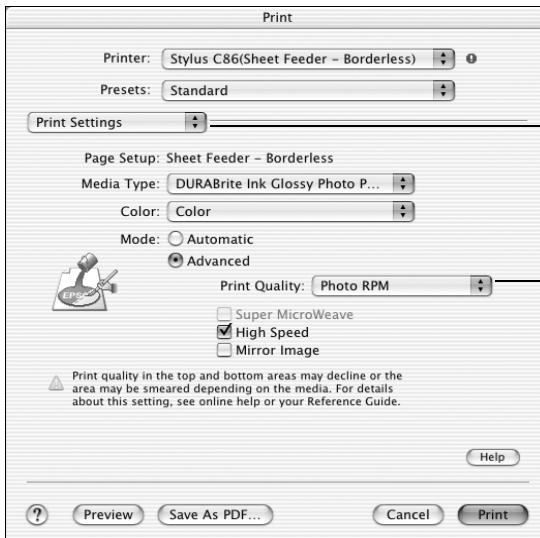 Print
Printer: Stylus C86(Sheet Feeder – Borderless)
Presets: Standard
Print Settings
Page Setup: Sheet Feeder – Borderless
Media Type: DURABrite Ink Glossy Photo P...
Color: Color
Mode: Automatic
Advanced
EPSON
Print Quality: Photo RPM
Super MicroWeave
High Speed
Mirror Image
Print quality in the top and bottom areas may decline or the
area may be smeared depending on the media. For details
about this setting, see online help or your Reference Guide.
Help
? Preview Save As PDF... Cancel Print